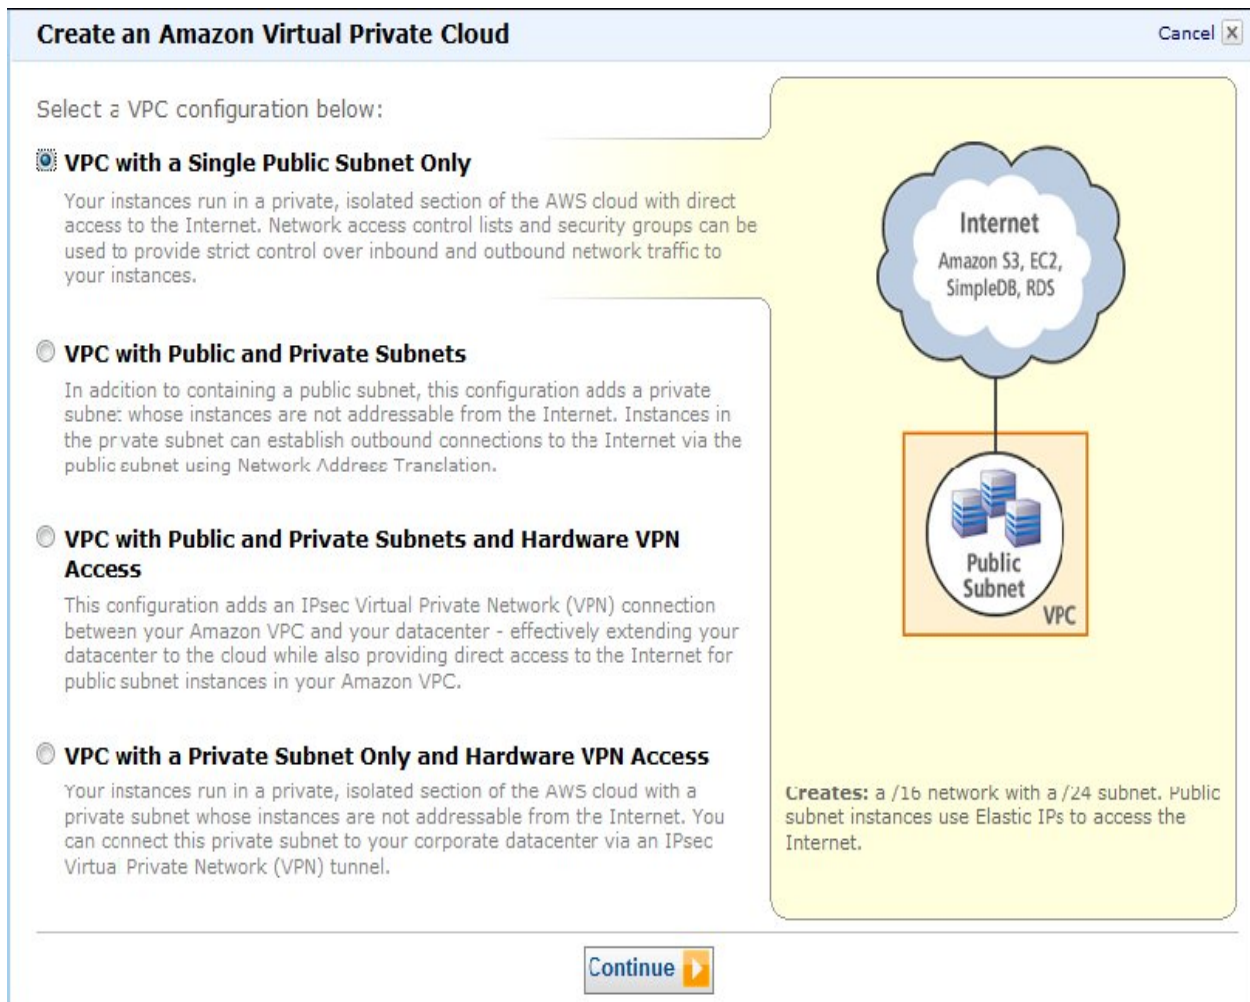 Create an Amazon Virtual Private Cloud
Cancel X
Select a VPC configuration below:
VPC with a Single Public Subnet Only
Your instances run in a private, isolated section of the AWS cloud with direct
access to the Internet. Network access control lists and security groups can be
used to provide strict control over inbound and outbound network traffic to
your instances.
VPC with Public and Private Subnets
In addition to containing a public subnet, this configuration adds a private
subnet whose instances are not addressable from the Internet. Instances in
the private subnet can establish outbound connections to the Internet via the
public subnet using Network Address Translation.
VPC with Public and Private Subnets and Hardware VPN
Access
This configuration adds an IPsec Virtual Private Network (VPN) connection
between your Amazon VPC and your datacenter - effectively extending your
datacenter to the cloud while also providing direct access to the Internet for
public subnet instances in your Amazon VPC.
VPC with a Private Subnet Only and Hardware VPN Access
Your instances run in a private, isolated section of the AWS cloud with a
private subnet whose instances are not addressable from the Internet. You
can connect this private subnet to your corporate datacenter via an IPsec
Virtual Private Network (VPN) tunnel.
Internet
Amazon S3, EC2,
SimpleDB, RDS
Public
Subnet
VPC
Creates: a /16 network with a /24 subnet. Public
subnet instances use Elastic IPs to access the
Internet.
Continue